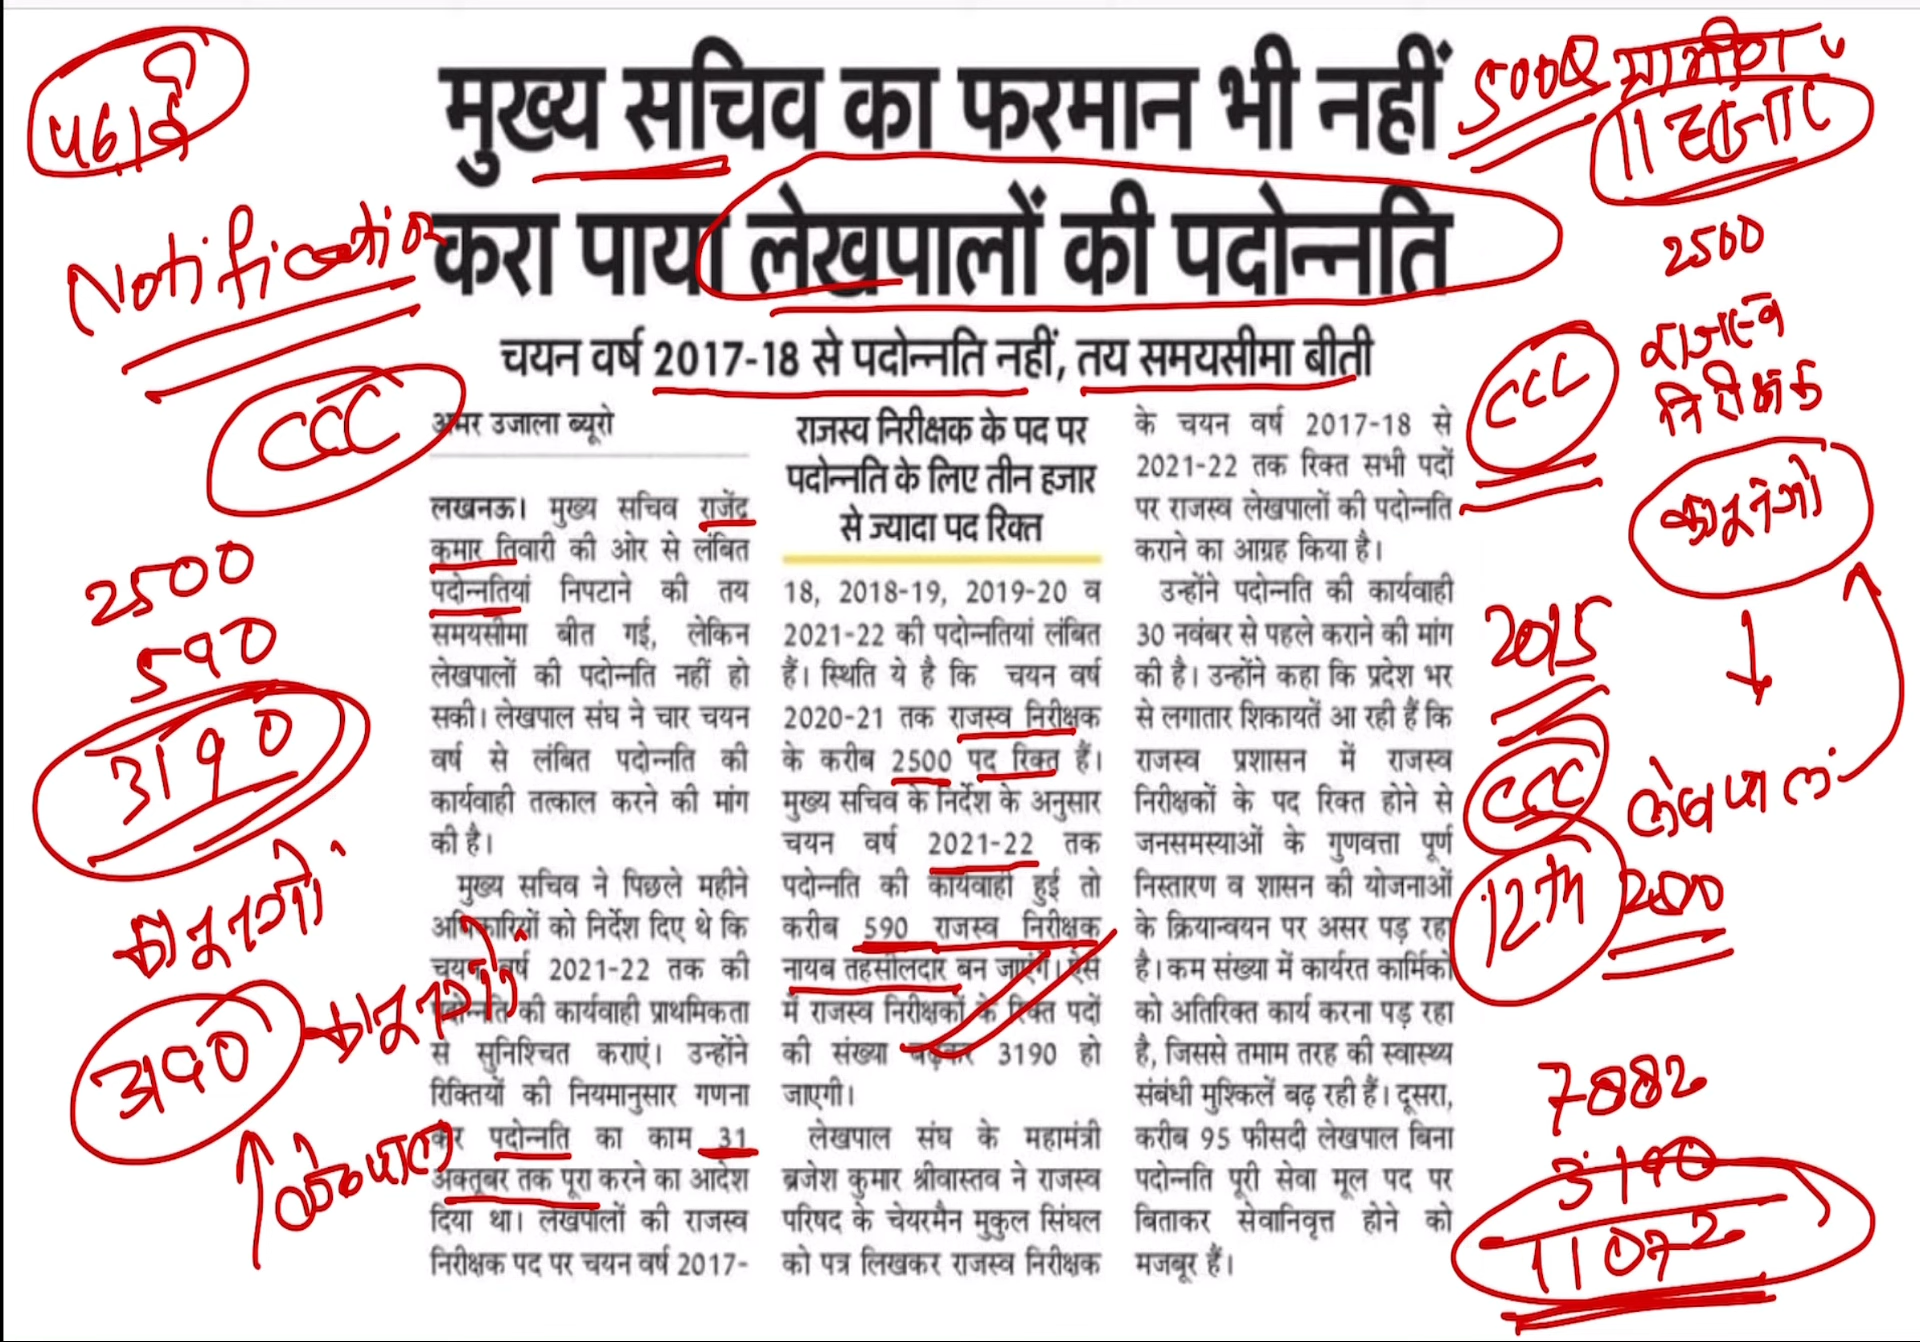 मुख्य सचिव का फरमान भी नहीं
करा पाया लेखपालों की पदोन्नति
चयन वर्ष 2017-18 से पदोन्नति नहीं, तय समयसीमा बीती
अमर उजाला ब्यूरो
लखनऊ। मुख्य सचिव राजेंद्र
कुमार तिवारी की ओर से लंबित
पदोन्नतियां निपटाने की तय
समयसीमा बीत गई, लेकिन
लेखपालों की पदोन्नति नहीं हो
सकी। लेखपाल संघ ने चार चयन
वर्ष से लंबित पदोन्नति की
कार्यवाही तत्काल करने की मांग
की है।
मुख्य सचिव ने पिछले महीने
अधिकारियों को निर्देश दिए थे कि
चयन वर्ष 2021-22 तक की
पदोन्नति की कार्यवाही प्राथमिकता
से सुनिश्चित कराएं। उन्होंने
रिक्तियों की नियमानुसार गणना
कर पदोन्नति का काम 31
अक्तूबर तक पूरा करने का आदेश
दिया था। लेखपालों की राजस्व
निरीक्षक पद पर चयन वर्ष 2017-
राजस्व निरीक्षक के पद पर
पदोन्नति के लिए तीन हजार
से ज्यादा पद रिक्त
18, 2018-19, 2019-20 व
2021-22 की पदोन्नतियां लंबित
हैं। स्थिति ये है कि चयन वर्ष
2020-21 तक राजस्व निरीक्षक
के करीब 2500 पद रिक्त हैं।
मुख्य सचिव के निर्देश के अनुसार
चयन वर्ष 2021-22 तक
पदोन्नति की कार्यवाही हुई तो
करीब 590 राजस्व निरीक्षक
नायब तहसीलदार बन जाएंगे। ऐसे
में राजस्व निरीक्षकों के रिक्त पदों
की संख्या बढ़कर 3190 हो
जाएगी।
लेखपाल संघ के महामंत्री
ब्रजेश कुमार श्रीवास्तव ने राजस्व
परिषद के चेयरमैन मुकुल सिंघल
को पत्र लिखकर राजस्व निरीक्षक
के चयन वर्ष 2017-18 से
2021-22 तक रिक्त सभी पदों
पर राजस्व लेखपालों की पदोन्नति
कराने का आग्रह किया है।
उन्होंने पदोन्नति की कार्यवाही
30 नवंबर से पहले कराने की मांग
की है। उन्होंने कहा कि प्रदेश भर
से लगातार शिकायतें आ रही हैं कि
राजस्व प्रशासन में राजस्व
निरीक्षकों के पद रिक्त होने से
जनसमस्याओं के गुणवत्ता पूर्ण
निस्तारण व शासन की योजनाओं
के क्रियान्वयन पर असर पड़ रहा
है। कम संख्या में कार्यरत कार्मिकों
को अतिरिक्त कार्य करना पड़ रहा
है, जिससे तमाम तरह की स्वास्थ्य
संबंधी मुश्किलें बढ़ रही हैं। दूसरा,
करीब 95 फीसदी लेखपाल बिना
पदोन्नति पूरी सेवा मूल पद पर
बिताकर सेवानिवृत्त होने को
मजबूर हैं।
Notification
CCC
2500
590
3190
कानूनगो
3190 कानूनगो
लेखपाल
11 हजार
2500
राजस्व
निरीक्षक
CCC
कानूनगो
2015
CCC
लेखपाल
12th
7882
3190
11072